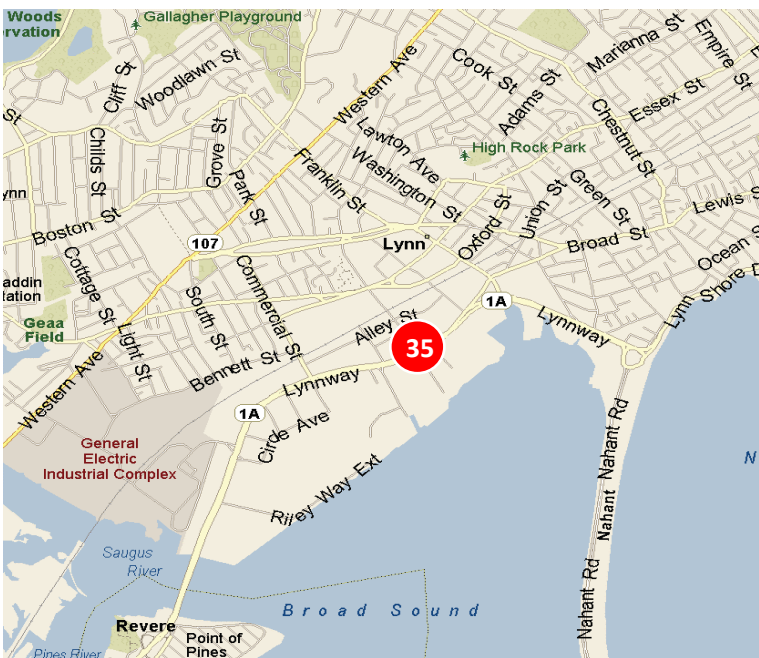 Woods
rvation
Gallagher Playground
Cliff St
Woodlawn St
Western Ave
Cook St
Marianna St
Empire St
Adams St
Essex St
Chestnut St
St
Childs St
Grove St
Lawton Ave
High Rock Park
Washington St
Franklin St
Park St
ynn
Boston St
107
Lynn
Oxford St
Union St
Green St
Lewis S
Broad St
Ocean S
addin
tation
Cottage St
South St
Commercial St
Geaa
Field
Light St
Alley St
1A
Lynnway
Lynn Shore D
35
Bennett St
Lynnway
Western Ave
1A
Circle Ave
General
Electric
Industrial Complex
Riley Way Ext
Nahant Rd
Nahant
Nahant Rd
N
Saugus
River
Broad Sound
Revere
Point of
Pines
Pines River